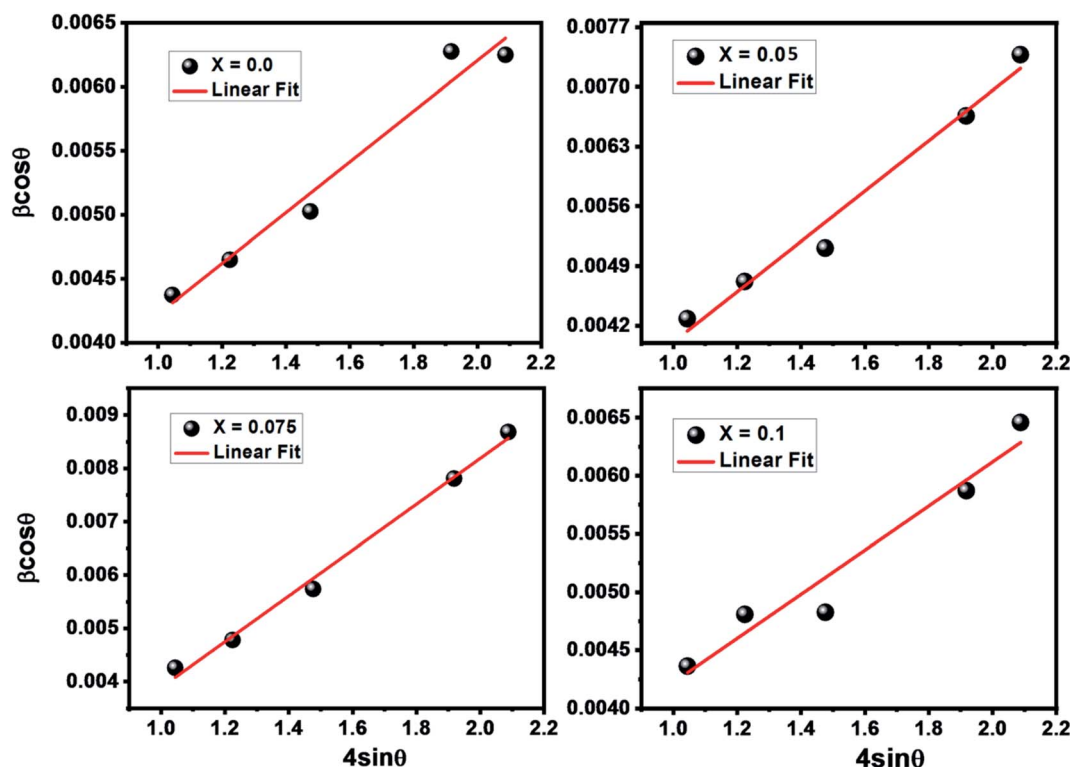 βcosθ
0.0065
0.0060
0.0055
0.0050
0.0045
0.0040
X = 0.0
Linear Fit
1.0 1.2 1.4 1.6 1.8 2.0 2.2
0.0077
0.0070
0.0063
0.0056
0.0049
0.0042
X = 0.05
Linear Fit
1.0 1.2 1.4 1.6 1.8 2.0 2.2
βcosθ
0.009
0.008
0.007
0.006
0.005
0.004
X = 0.075
Linear Fit
1.0 1.2 1.4 1.6 1.8 2.0 2.2
4sinθ
0.0065
0.0060
0.0055
0.0050
0.0045
0.0040
X = 0.1
Linear Fit
1.0 1.2 1.4 1.6 1.8 2.0 2.2
4sinθ